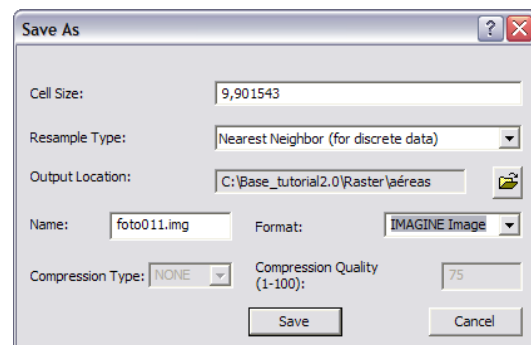 Save As
Cell Size: 9,901543
Resample Type: Nearest Neighbor (for discrete data)
Output Location: C:\Base_tutorial2.0\Raster\aéreas
Name: foto011.img Format: IMAGINE Image
Compression Type: NONE Compression Quality (1-100): 75
Save Cancel